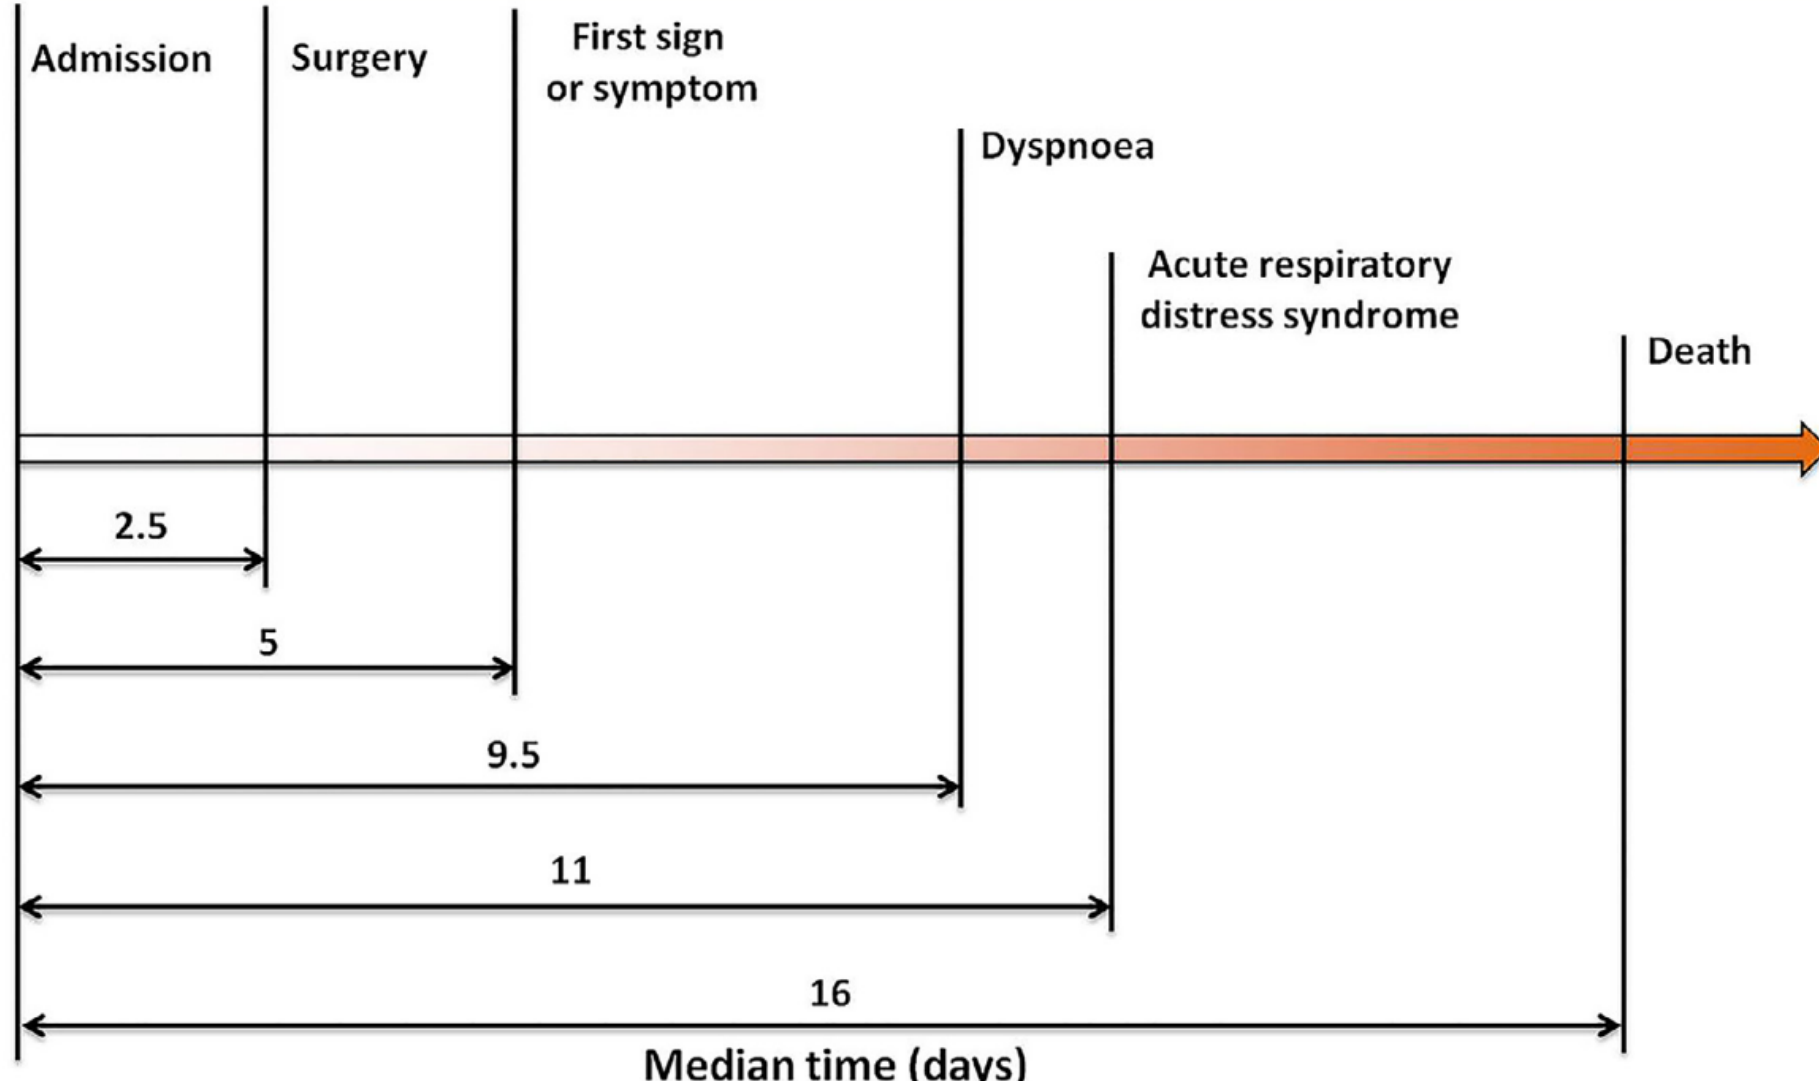 Admission
Surgery
First sign
or symptom
Dyspnoea
Acute respiratory
distress syndrome
Death
2.5
5
9.5
11
16
Median time (days)